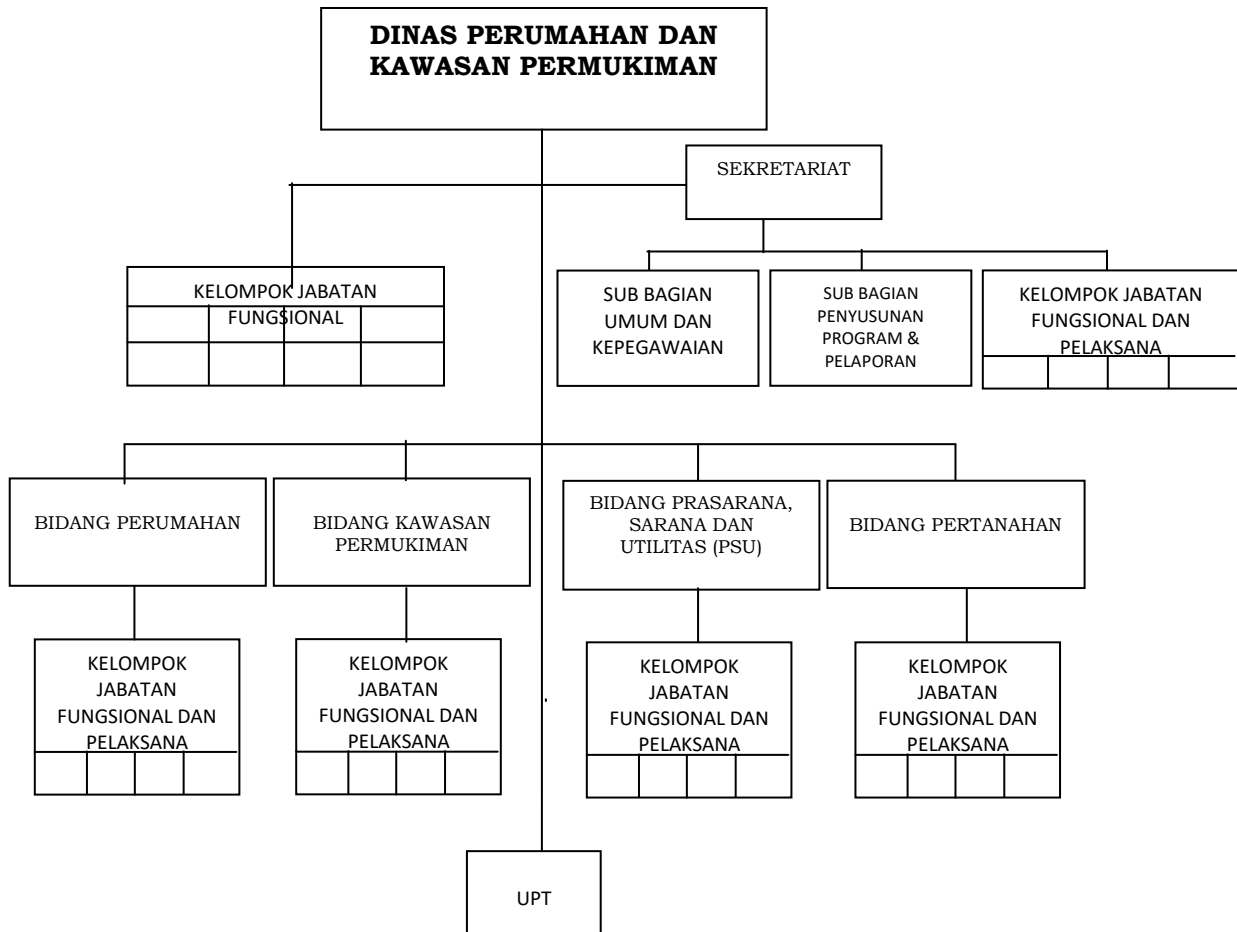 DINAS PERUMAHAN DAN
KAWASAN PERMUKIMAN
SEKRETARIAT
KELOMPOK JABATAN
FUNGSIONAL
SUB BAGIAN
UMUM DAN
KEPEGAWAIAN
SUB BAGIAN
PENYUSUNAN
PROGRAM &
PELAPORAN
KELOMPOK JABATAN
FUNGSIONAL DAN
PELAKSANA
BIDANG PERUMAHAN
BIDANG KAWASAN
PERMUKIMAN
BIDANG PRASARANA,
SARANA DAN
UTILITAS (PSU)
BIDANG PERTANAHAN
KELOMPOK
JABATAN
FUNGSIONAL DAN
PELAKSANA
KELOMPOK
JABATAN
FUNGSIONAL DAN
PELAKSANA
KELOMPOK
JABATAN
FUNGSIONAL DAN
PELAKSANA
KELOMPOK
JABATAN
FUNGSIONAL DAN
PELAKSANA
UPT